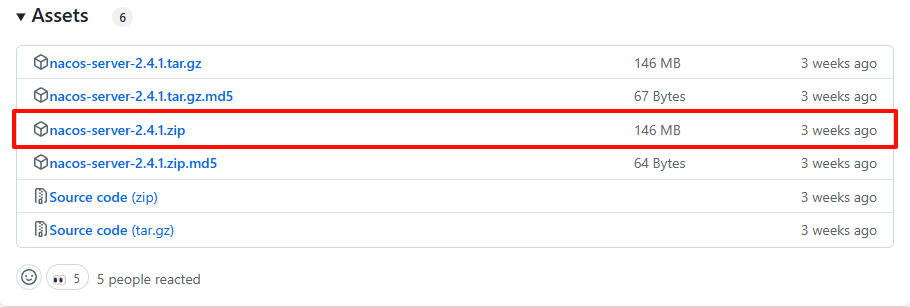 Assets 6
nacos-server-2.4.1.tar.gz 146 MB 3 weeks ago
nacos-server-2.4.1.tar.gz.md5 67 Bytes 3 weeks ago
nacos-server-2.4.1.zip 146 MB 3 weeks ago
nacos-server-2.4.1.zip.md5 64 Bytes 3 weeks ago
Source code (zip) 3 weeks ago
Source code (tar.gz) 3 weeks ago
5 5 people reacted